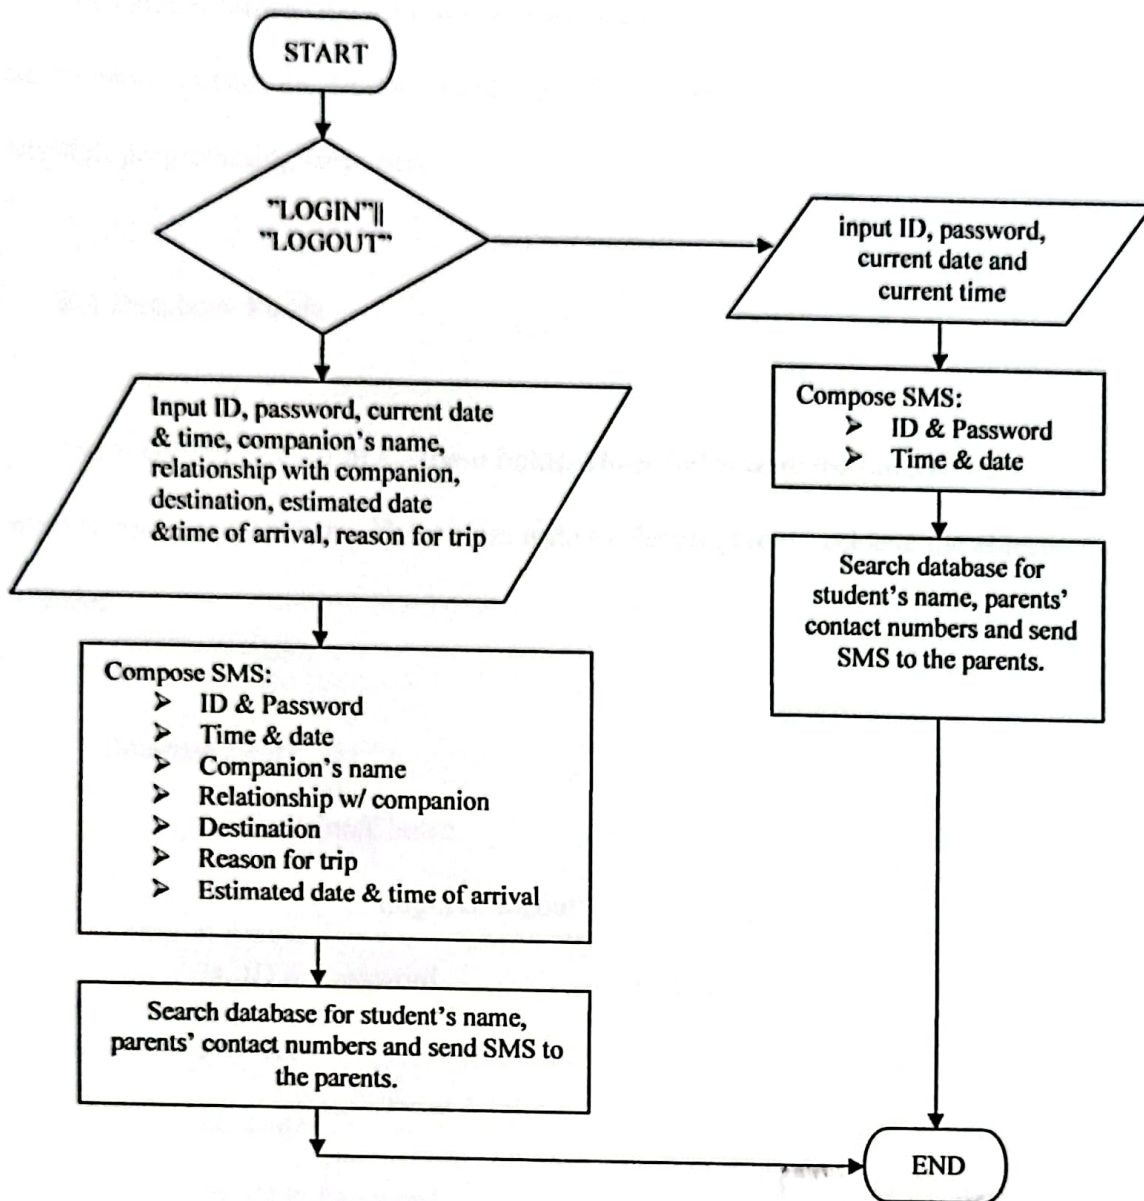 START
"LOGIN"||
"LOGOUT"
input ID, password,
current date and
current time
Compose SMS:
➢ ID & Password
➢ Time & date
Search database for
student's name, parents'
contact numbers and send
SMS to the parents.
Input ID, password, current date
& time, companion's name,
relationship with companion,
destination, estimated date
&time of arrival, reason for trip
Compose SMS:
➢ ID & Password
➢ Time & date
➢ Companion's name
➢ Relationship w/ companion
➢ Destination
➢ Reason for trip
➢ Estimated date & time of arrival
Search database for student's name,
parents' contact numbers and send SMS to
the parents.
END